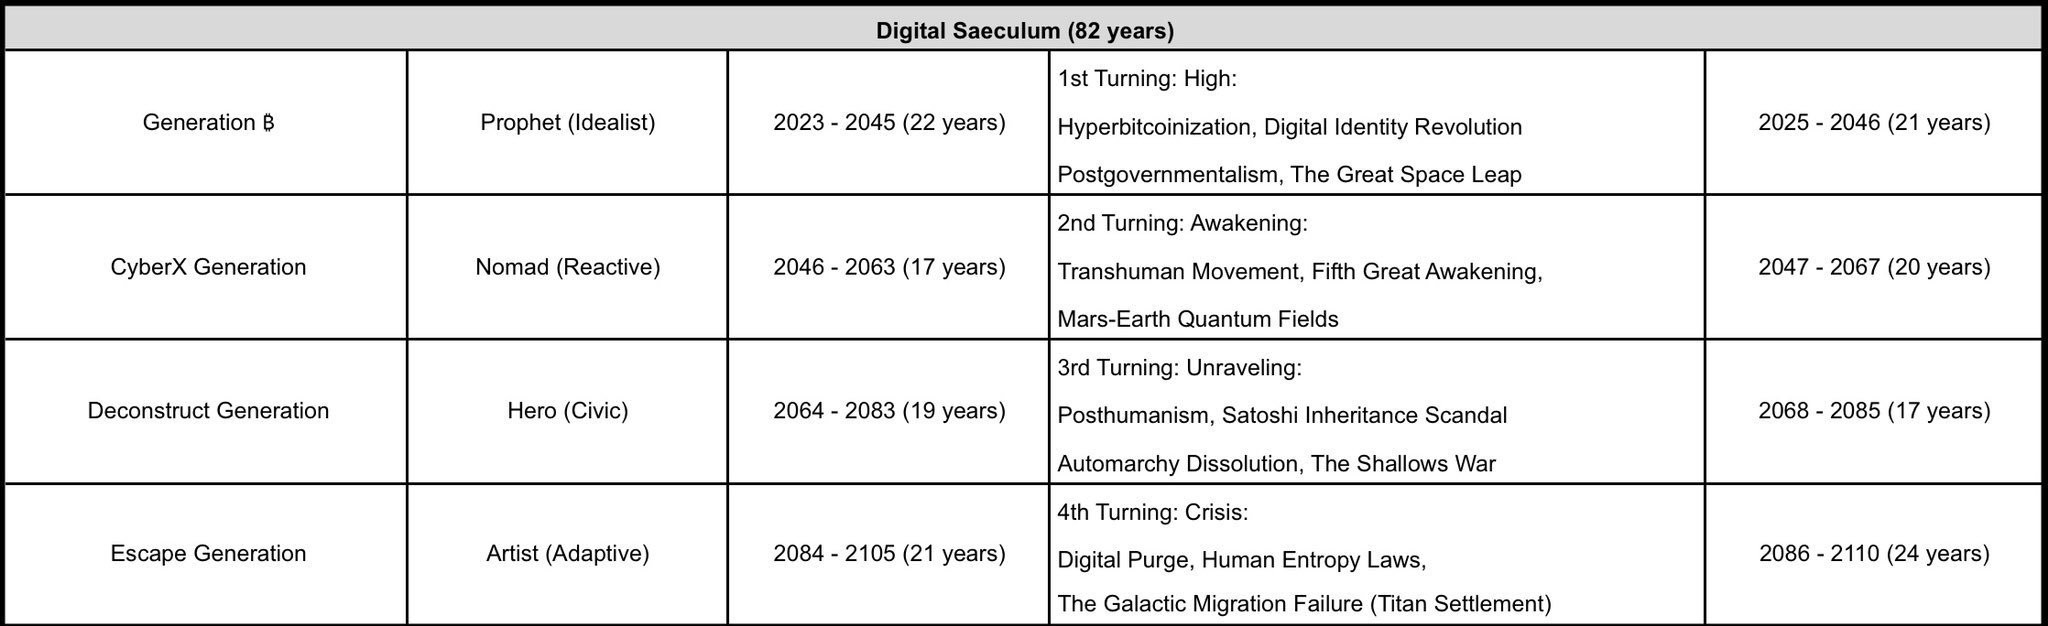 Digital Saeculum (82 years)
Generation ₿
Prophet (Idealist)
2023 - 2045 (22 years)
1st Turning: High:
Hyperbitcoinization, Digital Identity Revolution
Postgovernmentalism, The Great Space Leap
2025 - 2046 (21 years)
CyberX Generation
Nomad (Reactive)
2046 - 2063 (17 years)
2nd Turning: Awakening:
Transhuman Movement, Fifth Great Awakening,
Mars-Earth Quantum Fields
2047 - 2067 (20 years)
Deconstruct Generation
Hero (Civic)
2064 - 2083 (19 years)
3rd Turning: Unraveling:
Posthumanism, Satoshi Inheritance Scandal
Automarchy Dissolution, The Shallows War
2068 - 2085 (17 years)
Escape Generation
Artist (Adaptive)
2084 - 2105 (21 years)
4th Turning: Crisis:
Digital Purge, Human Entropy Laws,
The Galactic Migration Failure (Titan Settlement)
2086 - 2110 (24 years)